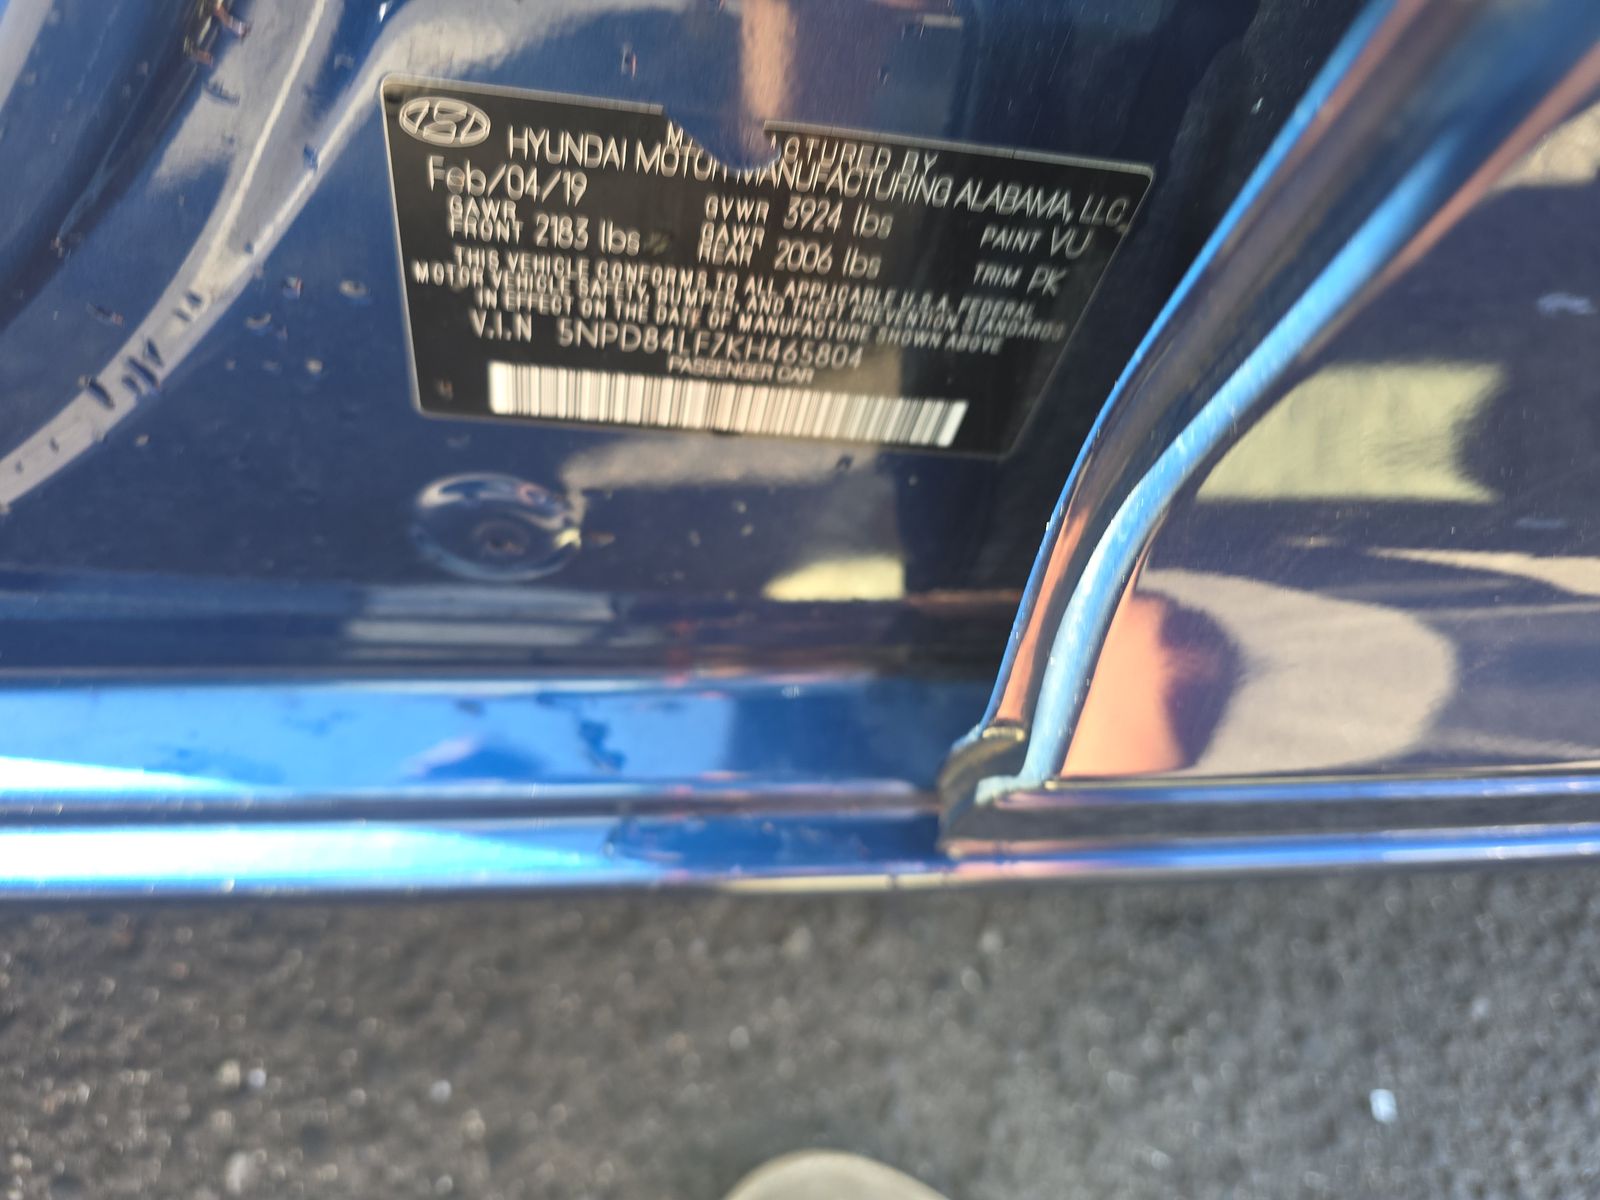 MANUFACTURED BY
HYUNDAI MOTOR MANUFACTURING ALABAMA, LLC
Feb/04/19
GVWR 3924 lbs
PAINT VU
GAWR FRONT 2183 lbs
GAWR REAR 2006 lbs
TRIM PK
THIS VEHICLE CONFORMS TO ALL APPLICABLE U.S.A. FEDERAL
MOTOR VEHICLE SAFETY, BUMPER, AND THEFT PREVENTION STANDARDS
IN EFFECT ON THE DATE OF MANUFACTURE SHOWN ABOVE
V.I.N 5NPD84LF7KH465804
PASSENGER CAR